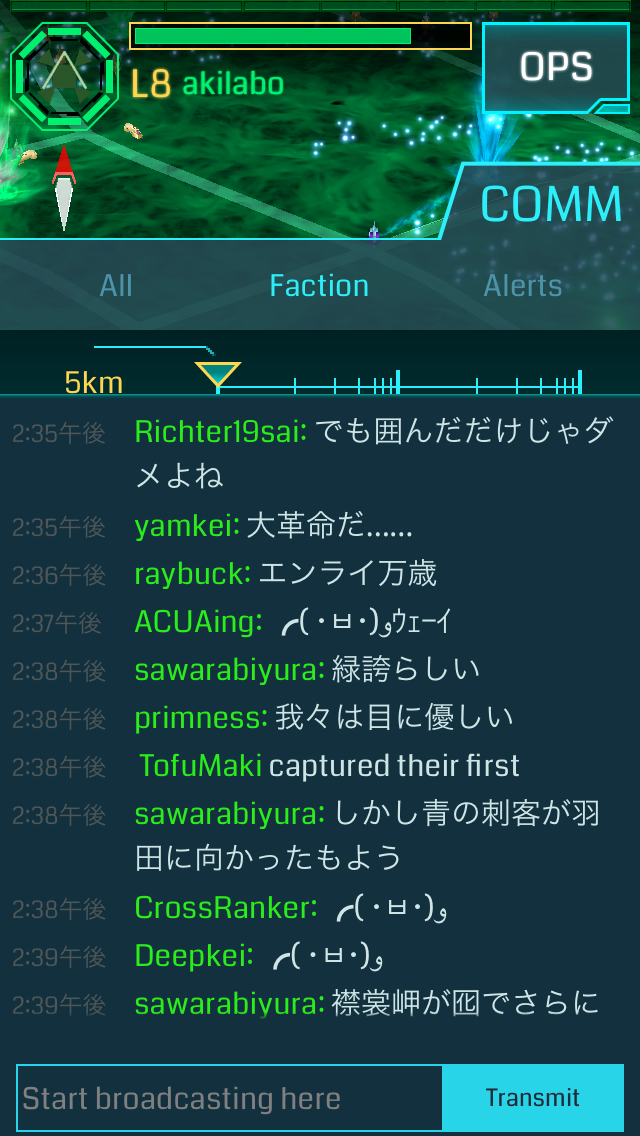 L8 akilabo
OPS
COMM
All Faction Alerts
5km
2:35午後 Richter19sai: でも囲んだだけじゃダ
メよね
2:35午後 yamkei: 大革命だ……
2:36午後 raybuck: エンライ万歳
2:37午後 ACUAing: ╭( ･ㅂ･)و ｳｪｰｲ
2:38午後 sawarabiyura: 緑誇らしい
2:38午後 primness: 我々は目に優しい
2:38午後 TofuMaki captured their first
2:38午後 sawarabiyura: しかし青の刺客が羽
田に向かったもよう
2:38午後 CrossRanker: ╭( ･ㅂ･)و
2:39午後 Deepkei: ╭( ･ㅂ･)و
2:39午後 sawarabiyura: 襟裳岬が囮でさらに
Start broadcasting here Transmit